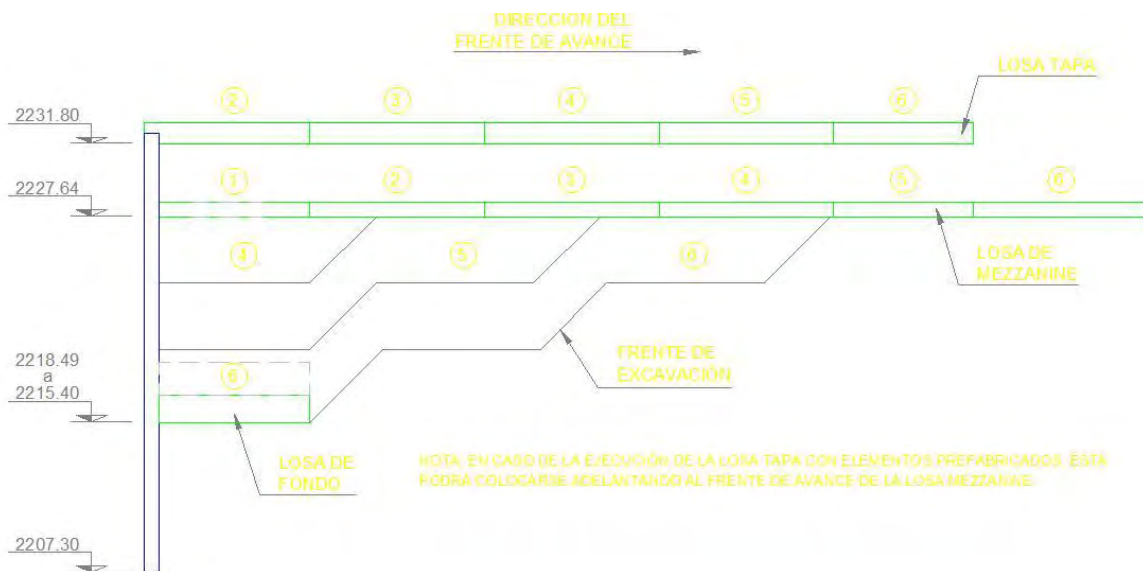 DIRECCIÓN DEL
FRENTE DE AVANCE
LOSA TAPA
2 3 4 5 6
2231.80
1 2 3 4 5 6
2227.64
4 5 6
LOSA DE
MEZZANINE
2218.49
a
2215.40
6
FRENTE DE
EXCAVACIÓN
LOSA DE
FONDO
NOTA: EN CASO DE LA EJECUCIÓN DE LA LOSA TAPA CON ELEMENTOS PREFABRICADOS, ESTA
PODRA COLOCARSE ADELANTANDO AL FRENTE DE AVANCE DE LA LOSA MEZZANINE.
2207.30